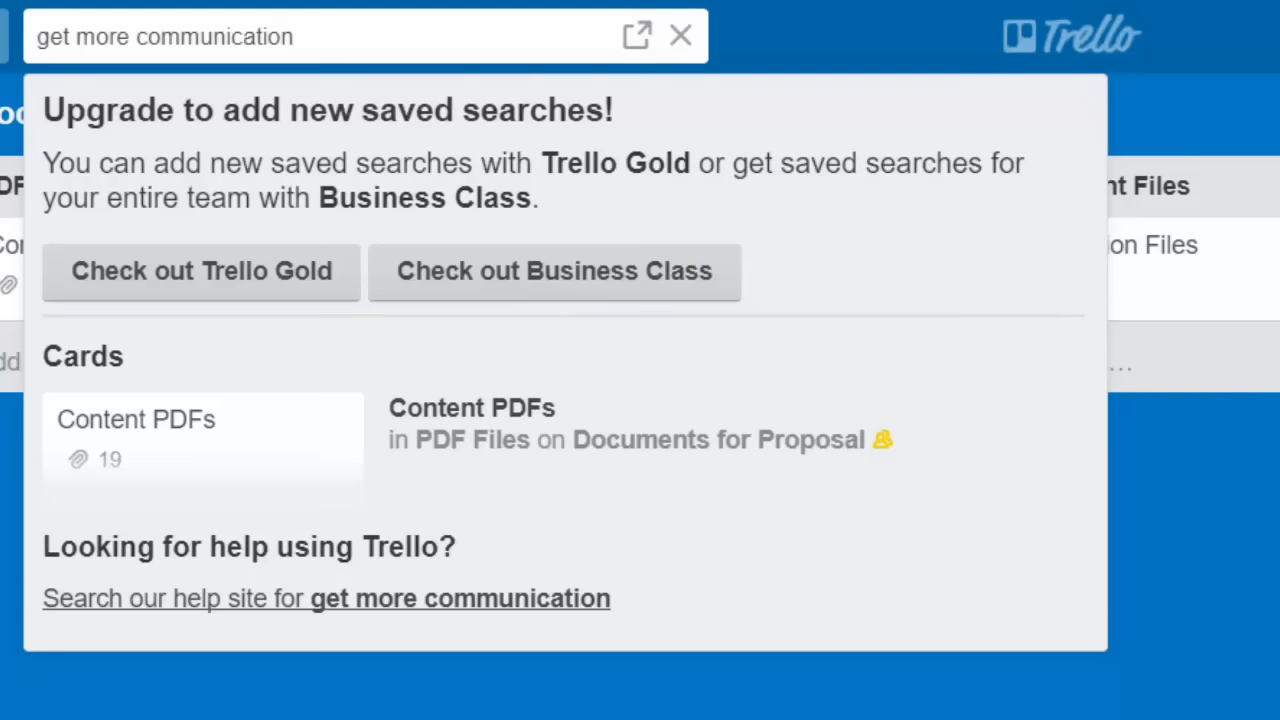 get more communication
Trello
Upgrade to add new saved searches!
You can add new saved searches with Trello Gold or get saved searches for
your entire team with Business Class.
Check out Trello Gold
Check out Business Class
nt Files
ion Files
Cards
Content PDFs
19
Content PDFs
in PDF Files on Documents for Proposal
...
Looking for help using Trello?
Search our help site for get more communication